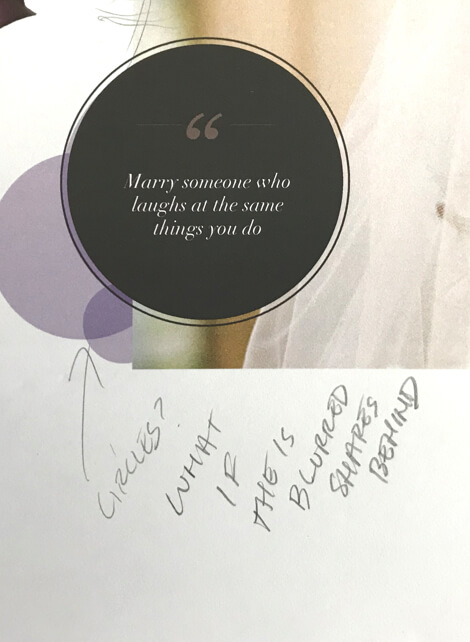 “
Marry someone who
laughs at the same
things you do
CIRCLES?
WHAT
IF
THE IS
BLURRED
SHAPES
BEHIND